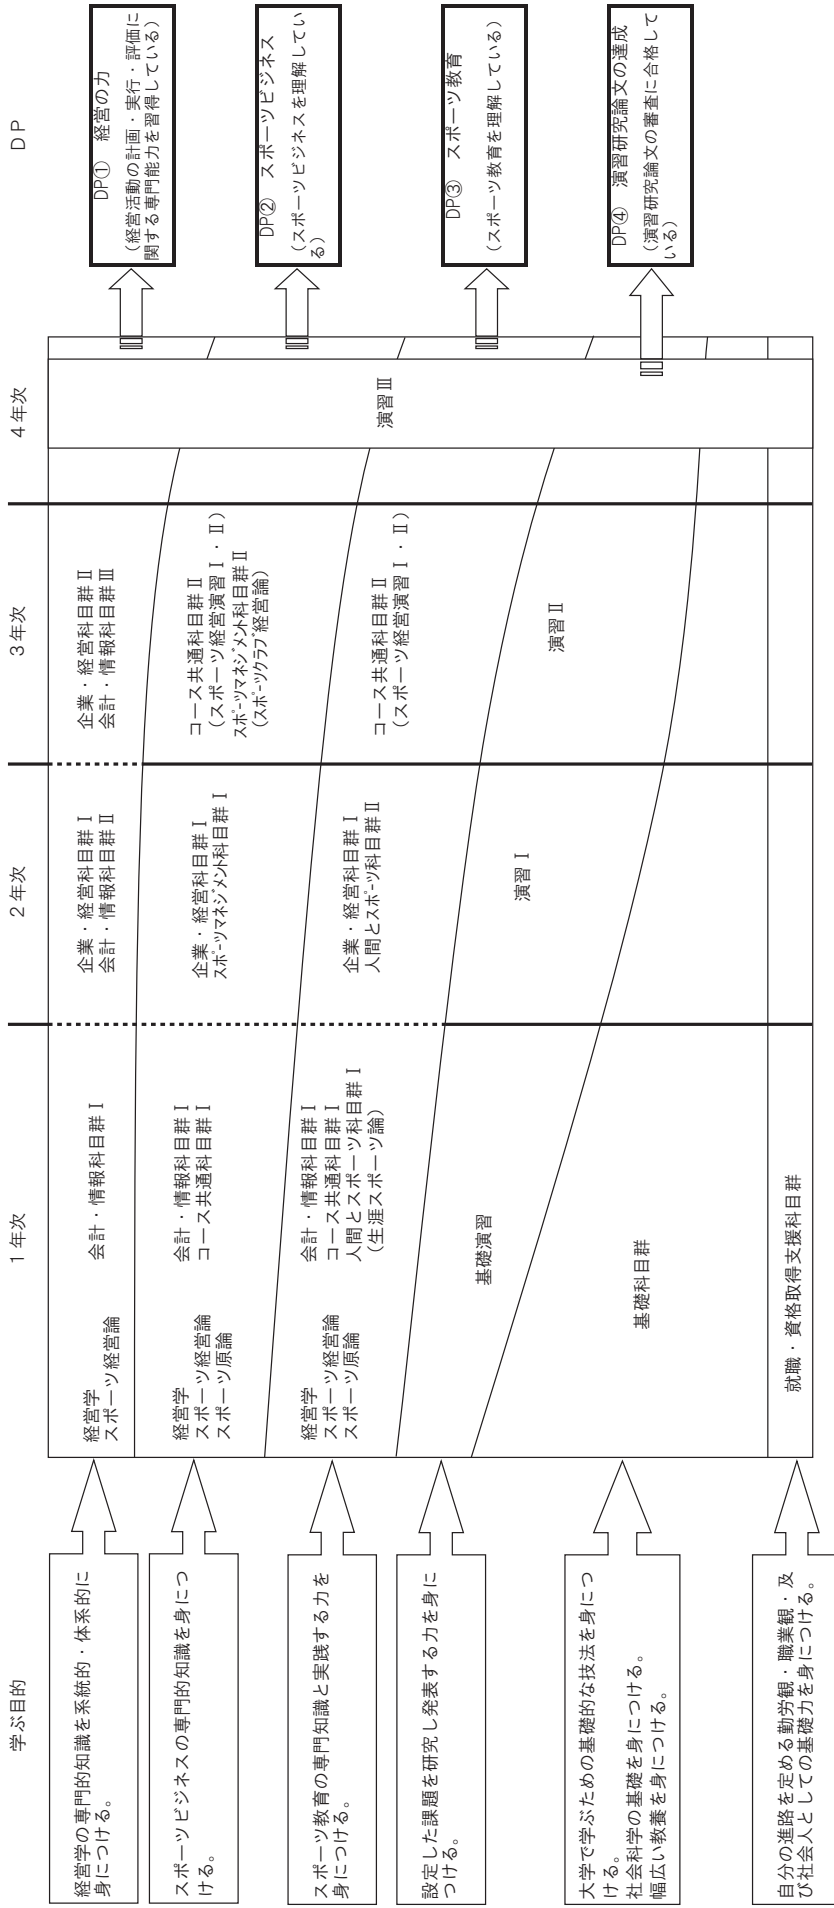 学ぶ目的
1年次
2年次
3年次
4年次
DP
経営学の専門的知識を系統的・体系的に
身につける。
経営学
スポーツ経営論
会計・情報科目群Ⅰ
企業・経営科目群Ⅰ
会計・情報科目群Ⅱ
企業・経営科目群Ⅱ
会計・情報科目群Ⅲ
DP① 経営の力
(経営活動の計画・実行・評価に
関する専門能力を習得している)
スポーツビジネスの専門的知識を身につ
ける。
経営学
スポーツ経営論
スポーツ原論
会計・情報科目群Ⅰ
コース共通科目群Ⅰ
企業・経営科目群Ⅰ
スポーツマネジメント科目群Ⅰ
コース共通科目群Ⅱ
(スポーツ経営演習Ⅰ・Ⅱ)
スポーツマネジメント科目群Ⅱ
(スポーツクラブ経営論)
DP② スポーツビジネス
(スポーツビジネスを理解してい
る)
スポーツ教育の専門知識と実践する力を
身につける。
経営学
スポーツ経営論
スポーツ原論
会計・情報科目群Ⅰ
コース共通科目群Ⅰ
人間とスポーツ科目群Ⅰ
(生涯スポーツ論)
企業・経営科目群Ⅰ
人間とスポーツ科目群Ⅱ
コース共通科目群Ⅱ
(スポーツ経営演習Ⅰ・Ⅱ)
DP③ スポーツ教育
(スポーツ教育を理解している)
設定した課題を研究し発表する力を身に
つける。
基礎演習
演習Ⅰ
演習Ⅱ
演習Ⅲ
DP④ 演習研究論文の達成
(演習研究論文の審査に合格して
いる)
大学で学ぶための基礎的な技法を身につ
ける。
社会科学の基礎を身につける。
幅広い教養を身につける。
基礎科目群
自分の進路を定める勤労観・職業観・及
び社会人としての基礎力を身につける。
就職・資格取得支援科目群